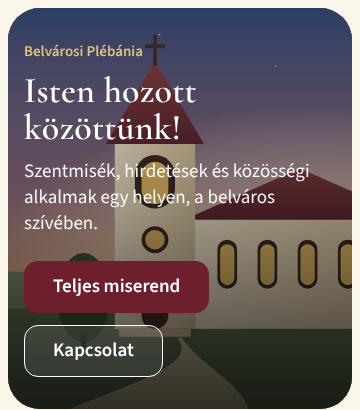 Belvárosi Plébánia
Isten hozott
közöttünk!
Szentmisék, hirdetések és közösségi
alkalmak egy helyen, a belváros
szívében.
Teljes miserend
Kapcsolat